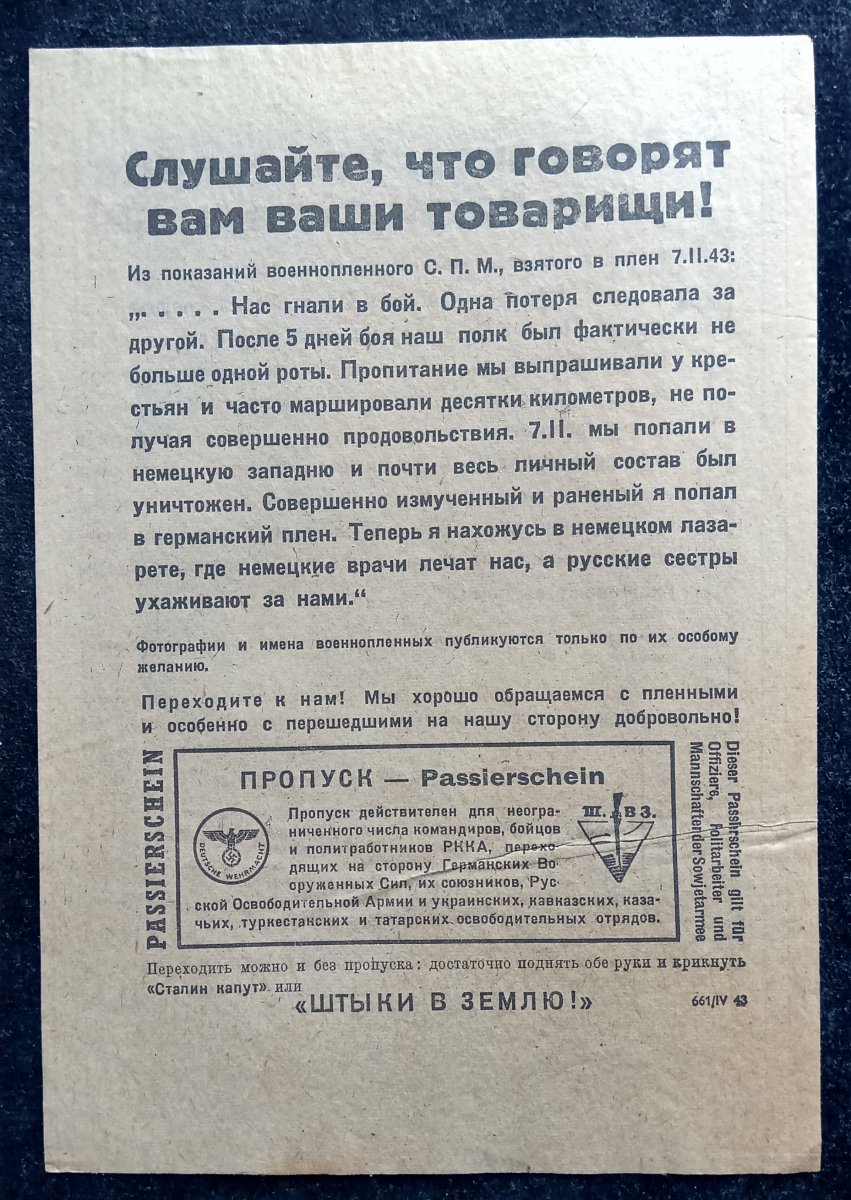 Слушайте, что говорят
вам ваши товарищи!
Из показаний военнопленного С. П. М., взятого в плен 7.II.43:
„. . . . . Нас гнали в бой. Одна потеря следовала за
другой. После 5 дней боя наш полк был фактически не
больше одной роты. Пропитание мы выпрашивали у кре-
стьян и часто маршировали десятки километров, не по-
лучая совершенно продовольствия. 7.II. мы попали в
немецкую западню и почти весь личный состав был
уничтожен. Совершенно измученный и раненый я попал
в германский плен. Теперь я нахожусь в немецком лаза-
рете, где немецкие врачи лечат нас, а русские сестры
ухаживают за нами.“
Фотографии и имена военнопленных публикуются только по их особому
желанию.
Переходите к нам! Мы хорошо обращаемся с пленными
и особенно с перешедшими на нашу сторону добровольно!
PASSIERSCHEIN
ПРОПУСК — Passierschein
DEUTSCHE WEHRMACHT
Пропуск действителен для неогра-
ниченного числа командиров, бойцов
и политработников РККА, перехо-
дящих на сторону Германских Во
оруженных Сил, их союзников, Рус
ской Освободительной Армии и украинских, кавказских, каза-
чьих, туркестанских и татарских освободительных отрядов.
Ш. В З.
Dieser Passierschein gilt für
Offiziere, Politarbeiter und
Mannschaften der Sowjetarmee
Переходить можно и без пропуска: достаточно поднять обе руки и крикнуть
«Сталин капут» или
«ШТЫКИ В ЗЕМЛЮ!»
661/IV 43